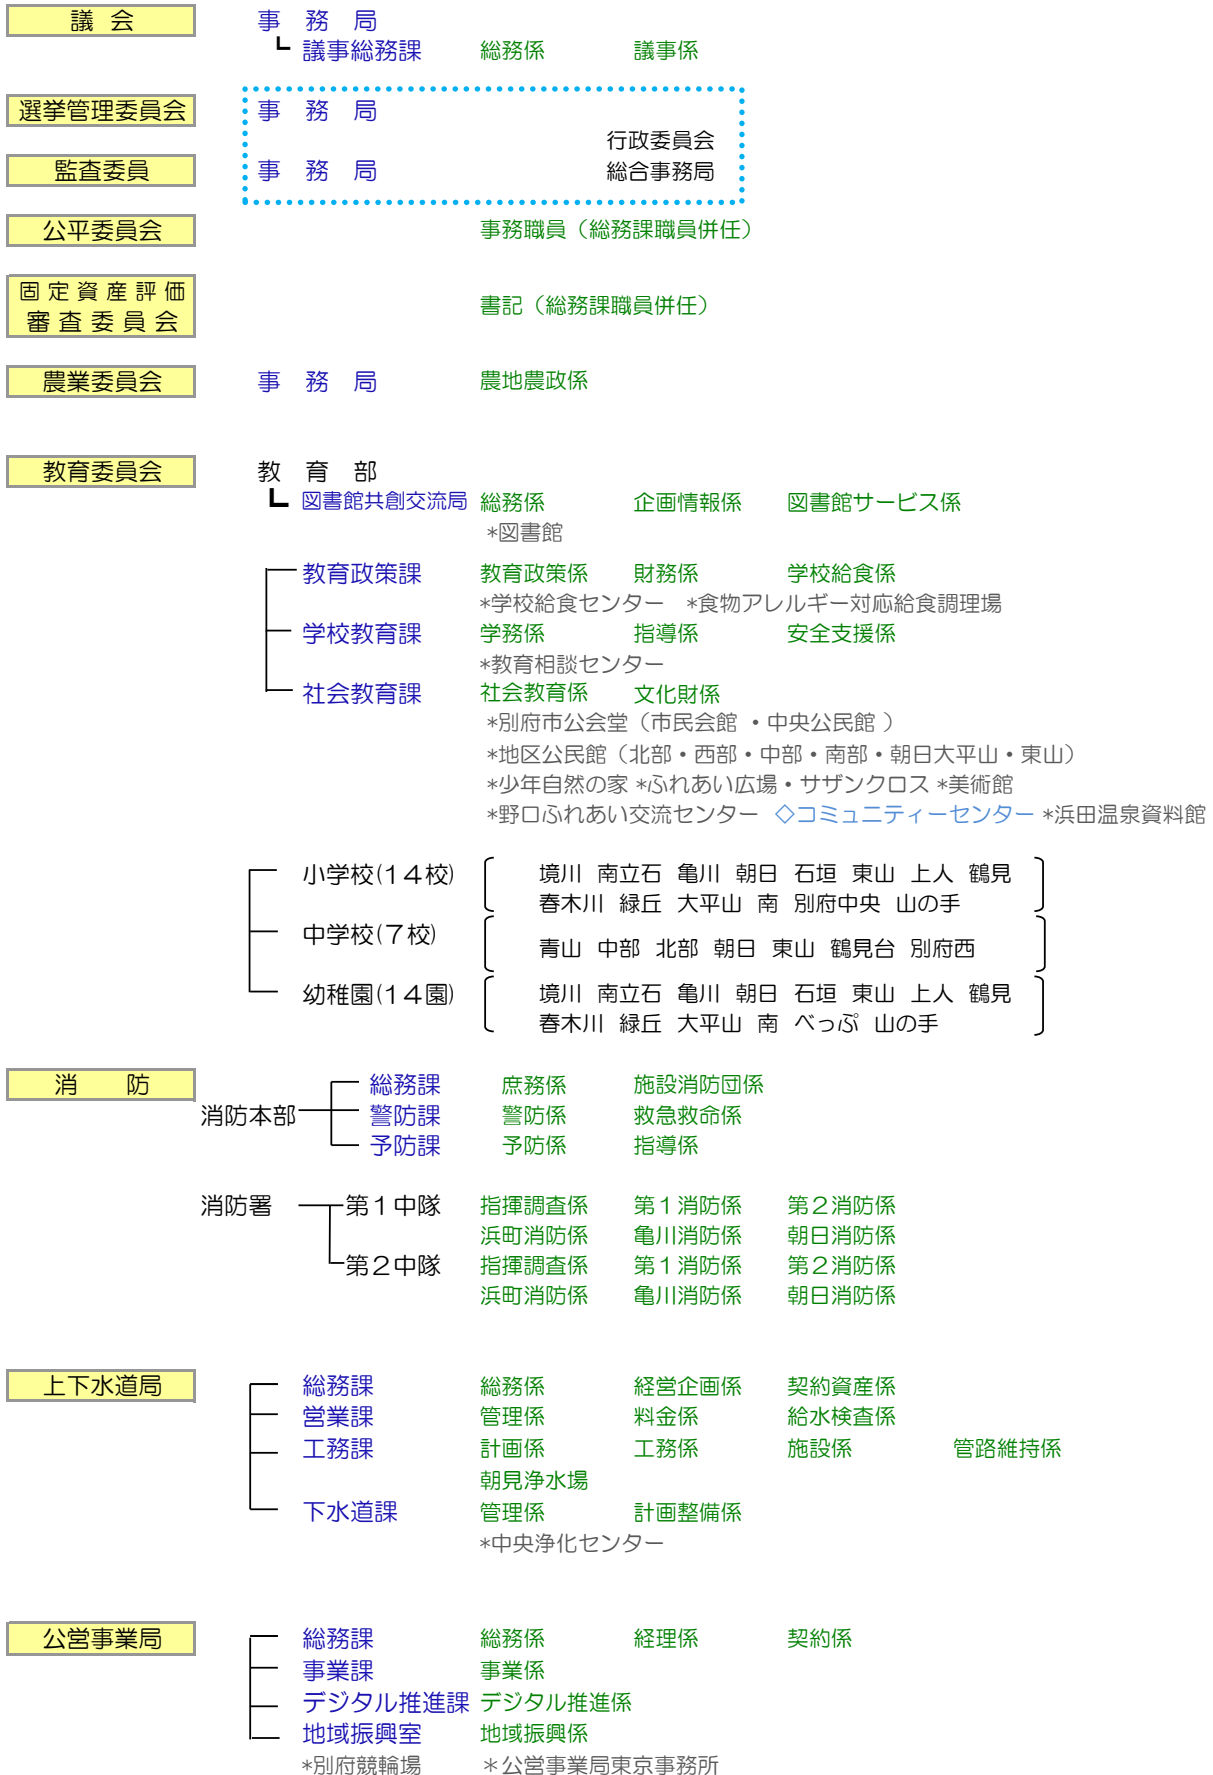 議 会　事 務 局
┗ 議事総務課　総務係　議事係
選挙管理委員会　事 務 局
行政委員会
監査委員　事 務 局　総合事務局
公平委員会　事務職員（総務課職員併任）
固定資産評価
審査委員会　書記（総務課職員併任）
農業委員会　事 務 局　農地農政係
教育委員会　教 育 部
┗ 図書館共創交流局　総務係　企画情報係　図書館サービス係
*図書館
教育政策課　教育政策係　財務係　学校給食係
*学校給食センター　*食物アレルギー対応給食調理場
学校教育課　学務係　指導係　安全支援係
*教育相談センター
社会教育課　社会教育係　文化財係
*別府市公会堂（市民会館 ・中央公民館 ）
*地区公民館（北部・西部・中部・南部・朝日大平山・東山）
*少年自然の家 *ふれあい広場・サザンクロス *美術館
*野口ふれあい交流センター　◇コミュニティーセンター *浜田温泉資料館
小学校(１４校)　境川 南立石 亀川 朝日 石垣 東山 上人 鶴見
春木川 緑丘 大平山 南 別府中央 山の手
中学校(７校)　青山 中部 北部 朝日 東山 鶴見台 別府西
幼稚園(１４園)　境川 南立石 亀川 朝日 石垣 東山 上人 鶴見
春木川 緑丘 大平山 南 べっぷ 山の手
消　防　総務課　庶務係　施設消防団係
消防本部　警防課　警防係　救急救命係
予防課　予防係　指導係
消防署　第１中隊　指揮調査係　第１消防係　第２消防係
浜町消防係　亀川消防係　朝日消防係
第２中隊　指揮調査係　第１消防係　第２消防係
浜町消防係　亀川消防係　朝日消防係
上下水道局　総務課　総務係　経営企画係　契約資産係
営業課　管理係　料金係　給水検査係
工務課　計画係　工務係　施設係　管路維持係
朝見浄水場
下水道課　管理係　計画整備係
*中央浄化センター
公営事業局　総務課　総務係　経理係　契約係
事業課　事業係
デジタル推進課　デジタル推進係
地域振興室　地域振興係
*別府競輪場　＊公営事業局東京事務所